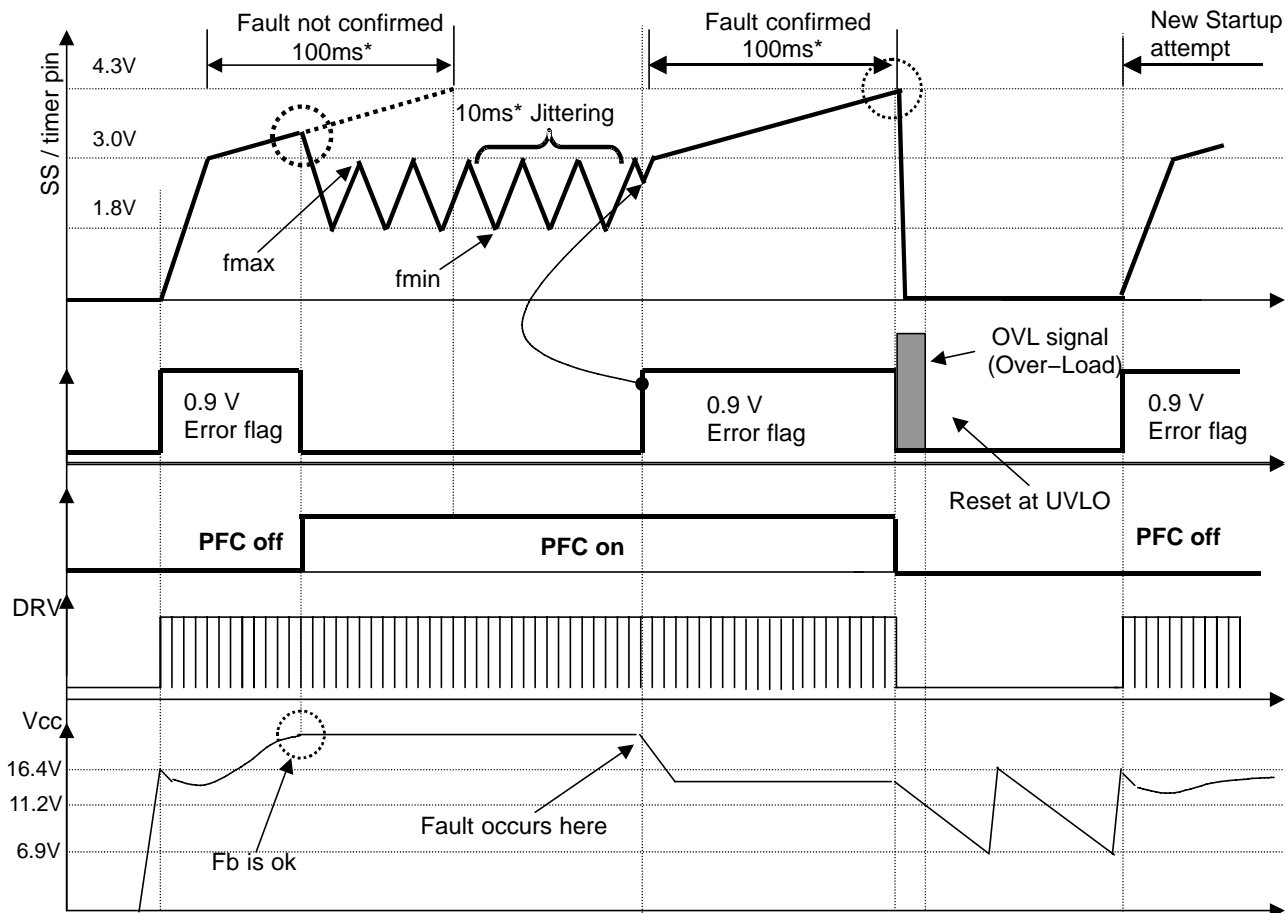 Fault not confirmed
100ms*
Fault confirmed
100ms*
New Startup
attempt
SS / timer pin
4.3V
3.0V
1.8V
10ms* Jittering
fmax
fmin
OVL signal
(Over−Load)
0.9 V
Error flag
0.9 V
Error flag
0.9 V
Error flag
Reset at UVLO
PFC off
PFC on
PFC off
DRV
Vcc
16.4V
11.2V
6.9V
Fault occurs here
Fb is ok